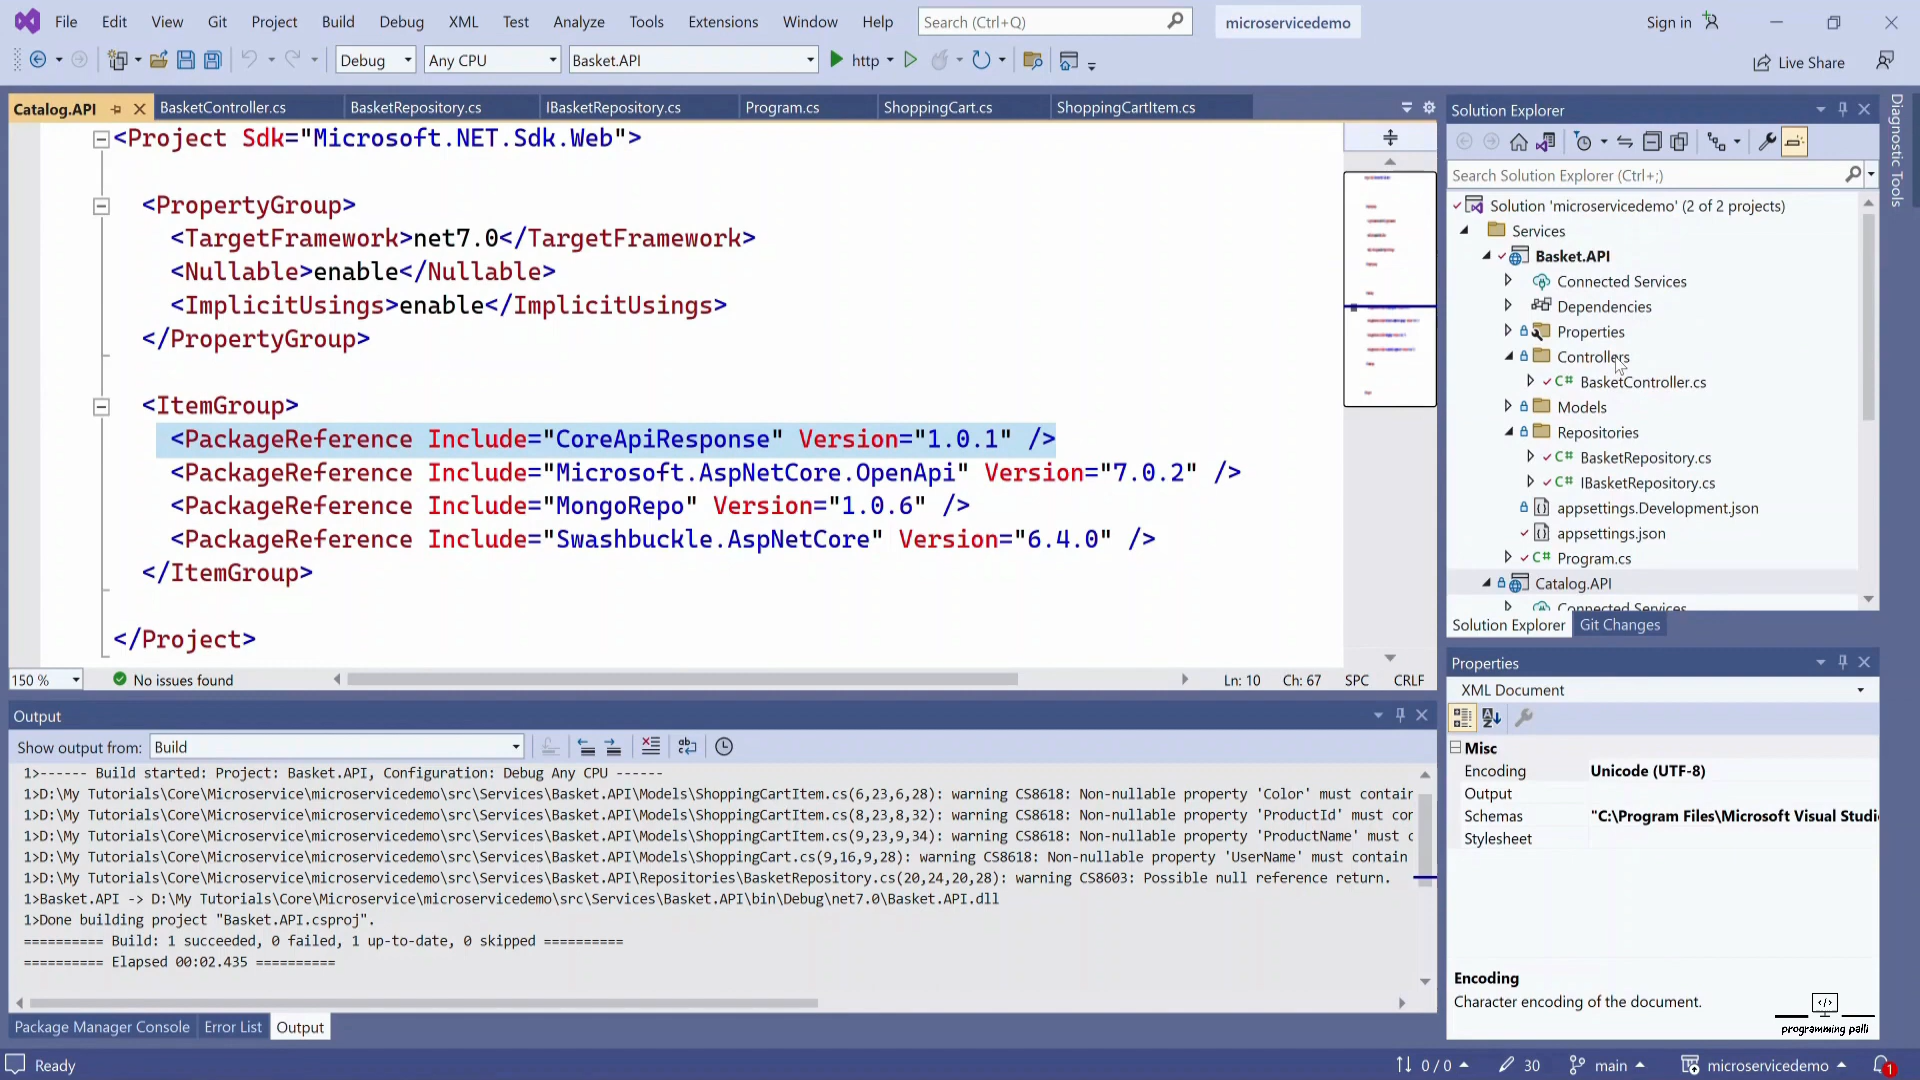 File Edit View Git Project Build Debug XML Test Analyze Tools Extensions Window Help Search (Ctrl+Q) microservicedemo Sign in
Debug Any CPU Basket.API http Live Share
Catalog.API BasketController.cs BasketRepository.cs IBasketRepository.cs Program.cs ShoppingCart.cs ShoppingCartItem.cs
<Project Sdk="Microsoft.NET.Sdk.Web">
<PropertyGroup>
<TargetFramework>net7.0</TargetFramework>
<Nullable>enable</Nullable>
<ImplicitUsings>enable</ImplicitUsings>
</PropertyGroup>
<ItemGroup>
<PackageReference Include="CoreApiResponse" Version="1.0.1" />
<PackageReference Include="Microsoft.AspNetCore.OpenApi" Version="7.0.2" />
<PackageReference Include="MongoRepo" Version="1.0.6" />
<PackageReference Include="Swashbuckle.AspNetCore" Version="6.4.0" />
</ItemGroup>
</Project>
150 % No issues found Ln: 10 Ch: 67 SPC CRLF
Output
Show output from: Build
1>------ Build started: Project: Basket.API, Configuration: Debug Any CPU ------
1>D:\My Tutorials\Core\Microservice\microservicedemo\src\Services\Basket.API\Models\ShoppingCartItem.cs(6,23,6,28): warning CS8618: Non-nullable property 'Color' must contain
1>D:\My Tutorials\Core\Microservice\microservicedemo\src\Services\Basket.API\Models\ShoppingCartItem.cs(8,23,8,32): warning CS8618: Non-nullable property 'ProductId' must con
1>D:\My Tutorials\Core\Microservice\microservicedemo\src\Services\Basket.API\Models\ShoppingCartItem.cs(9,23,9,34): warning CS8618: Non-nullable property 'ProductName' must c
1>D:\My Tutorials\Core\Microservice\microservicedemo\src\Services\Basket.API\Models\ShoppingCart.cs(9,16,9,28): warning CS8618: Non-nullable property 'UserName' must contain
1>D:\My Tutorials\Core\Microservice\microservicedemo\src\Services\Basket.API\Repositories\BasketRepository.cs(20,24,20,28): warning CS8603: Possible null reference return.
1>Basket.API -> D:\My Tutorials\Core\Microservice\microservicedemo\src\Services\Basket.API\bin\Debug\net7.0\Basket.API.dll
1>Done building project "Basket.API.csproj".
========== Build: 1 succeeded, 0 failed, 1 up-to-date, 0 skipped ==========
========== Elapsed 00:02.435 ==========
Package Manager Console Error List Output
Solution Explorer
Search Solution Explorer (Ctrl+;)
Solution 'microservicedemo' (2 of 2 projects)
Services
Basket.API
Connected Services
Dependencies
Properties
Controllers
C# BasketController.cs
Models
Repositories
C# BasketRepository.cs
C# IBasketRepository.cs
appsettings.Development.json
appsettings.json
C# Program.cs
Catalog.API
Connected Services
Solution Explorer Git Changes
Properties
XML Document
Misc
Encoding Unicode (UTF-8)
Output
Schemas "C:\Program Files\Microsoft Visual Studi
Stylesheet
Encoding
Character encoding of the document.
programming palli
Diagnostic Tools
Ready 0 / 0 30 main microservicedemo 1